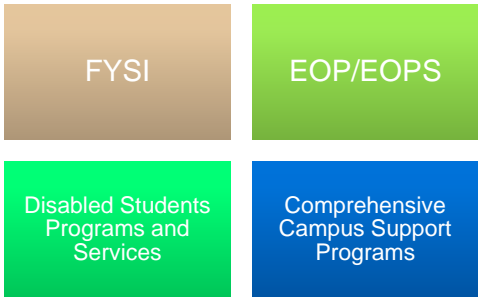 FYSI
EOP/EOPS
Disabled Students
Programs and
Services
Comprehensive
Campus Support
Programs